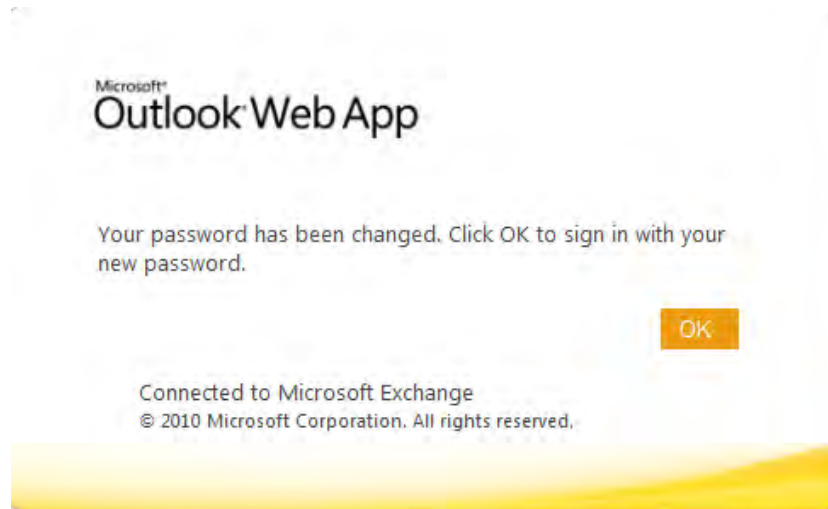 Microsoft®
Outlook® Web App
Your password has been changed. Click OK to sign in with your
new password.
OK
Connected to Microsoft Exchange
© 2010 Microsoft Corporation. All rights reserved.